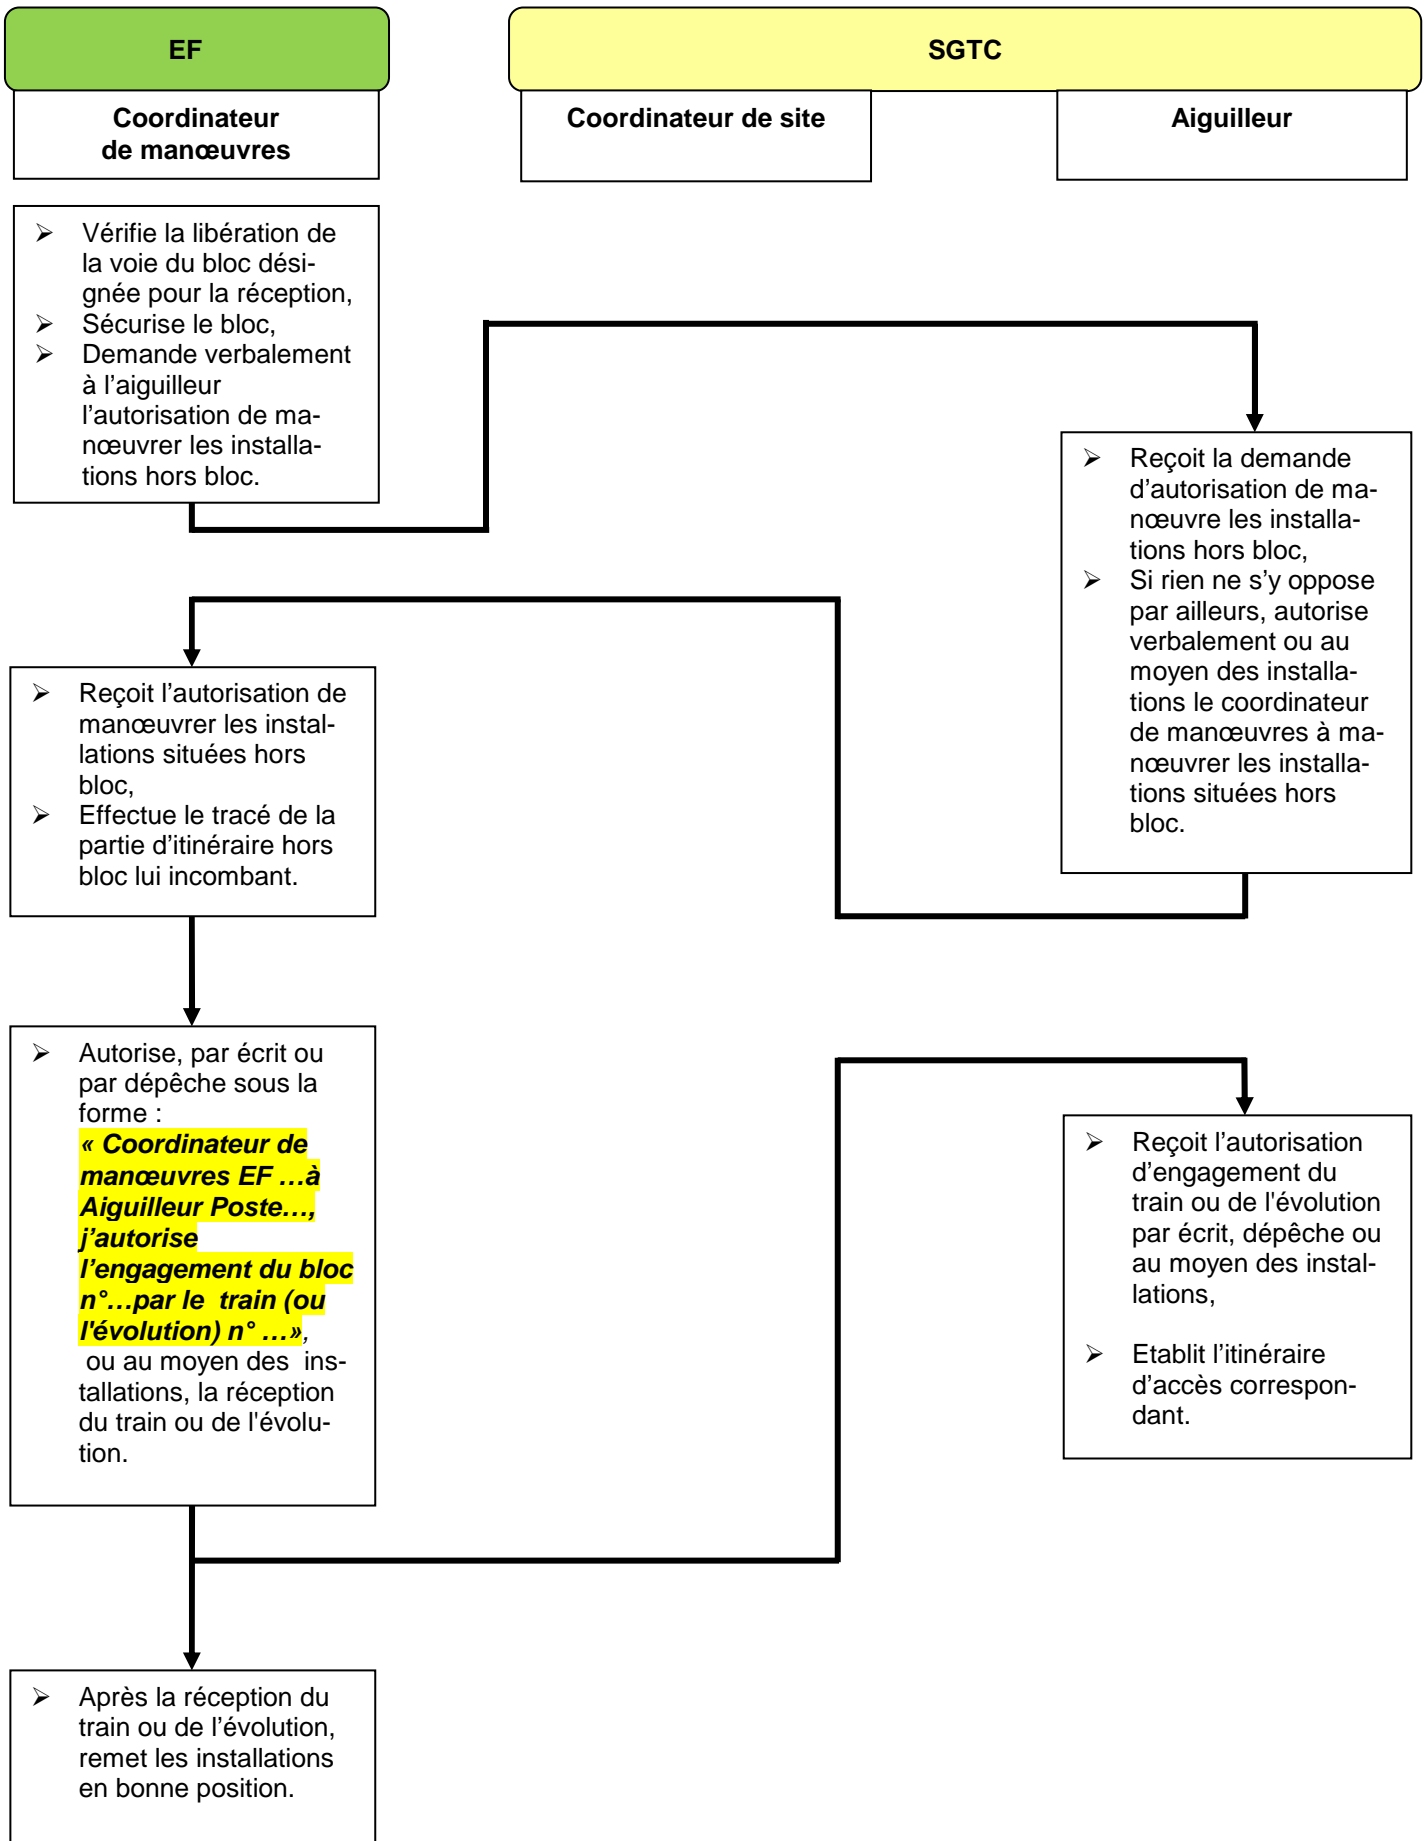 EF
SGTC
Coordinateur
de manœuvres
Coordinateur de site
Aiguilleur
➢ Vérifie la libération de
la voie du bloc dési-
gnée pour la réception,
➢ Sécurise le bloc,
➢ Demande verbalement
à l’aiguilleur
l’autorisation de ma-
nœuvrer les installa-
tions hors bloc.
➢ Reçoit la demande
d’autorisation de ma-
nœuvre les installa-
tions hors bloc,
➢ Si rien ne s’y oppose
par ailleurs, autorise
verbalement ou au
moyen des installa-
tions le coordinateur
de manœuvres à ma-
nœuvrer les installa-
tions situées hors
bloc.
➢ Reçoit l’autorisation de
manœuvrer les instal-
lations situées hors
bloc,
➢ Effectue le tracé de la
partie d’itinéraire hors
bloc lui incombant.
➢ Autorise, par écrit ou
par dépêche sous la
forme :
« Coordinateur de
manœuvres EF …à
Aiguilleur Poste…,
j’autorise
l’engagement du bloc
n°…par le train (ou
l'évolution) n° …»,
ou au moyen des ins-
tallations, la réception
du train ou de l'évolu-
tion.
➢ Reçoit l’autorisation
d’engagement du
train ou de l'évolution
par écrit, dépêche ou
au moyen des instal-
lations,
➢ Etablit l’itinéraire
d’accès correspon-
dant.
➢ Après la réception du
train ou de l’évolution,
remet les installations
en bonne position.